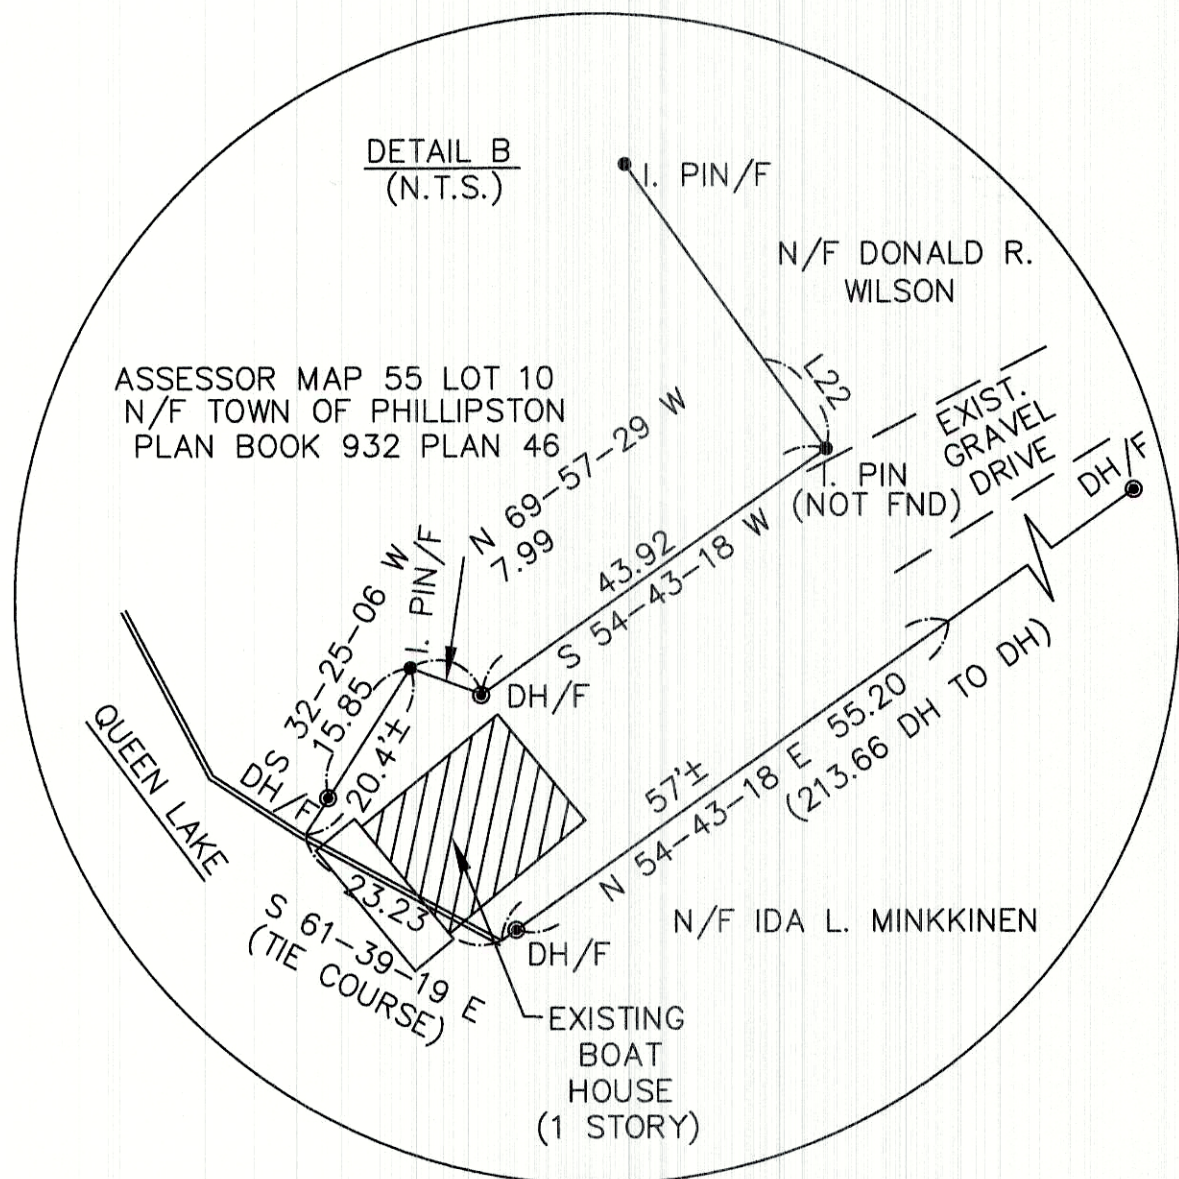 DETAIL B
(N.T.S.)
I. PIN/F
N/F DONALD R.
WILSON
ASSESSOR MAP 55 LOT 10
N/F TOWN OF PHILLIPSTON
PLAN BOOK 932 PLAN 46
L22
EXIST.
GRAVEL
DRIVE
I. PIN
(NOT FND)
DH/F
N 69-57-29 W
7.99
43.92
S 54-43-18 W
S 32-25-06 W
15.85
I. PIN/F
DH/F
20.4'±
DH/F
QUEEN LAKE
57'±
N 54-43-18 E 55.20
(213.66 DH TO DH)
23.23
S 61-39-19 E
(TIE COURSE)
DH/F
N/F IDA L. MINKKINEN
EXISTING
BOAT
HOUSE
(1 STORY)